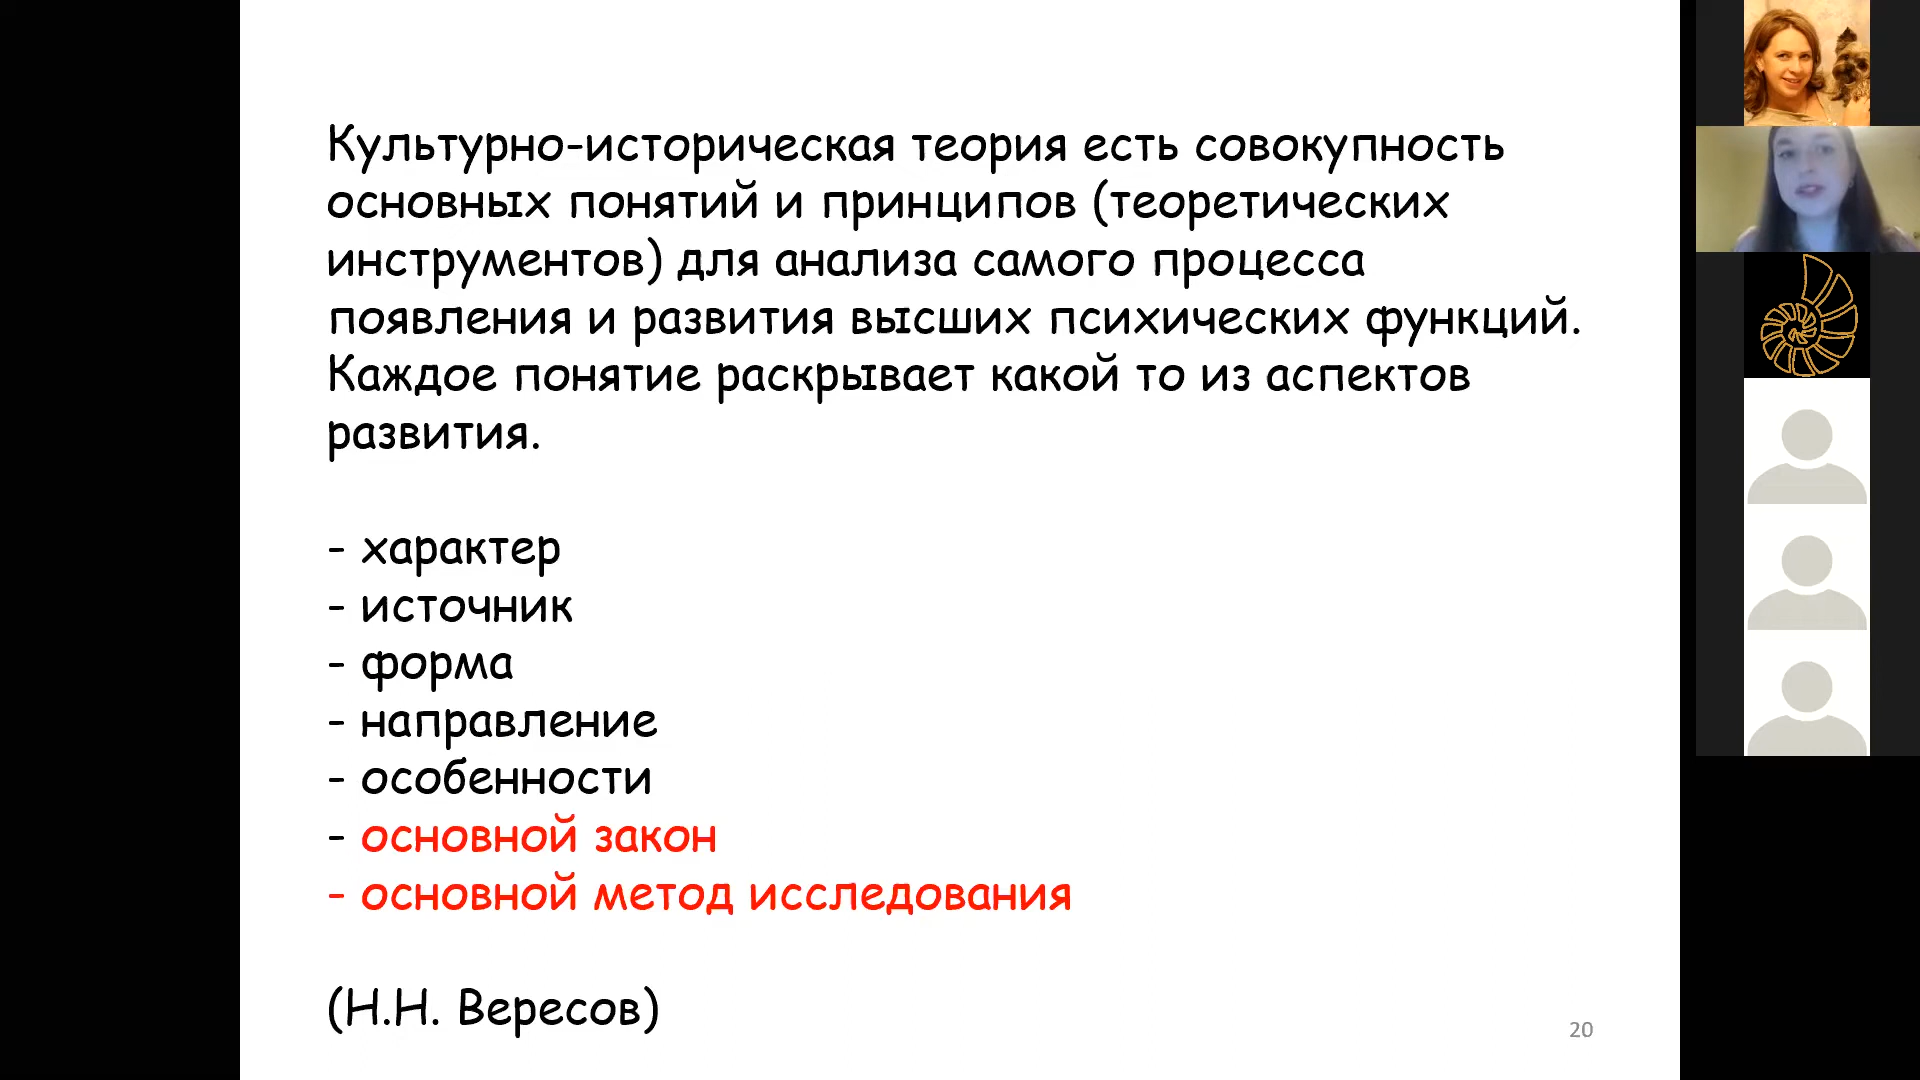 Культурно-историческая теория есть совокупность
основных понятий и принципов (теоретических
инструментов) для анализа самого процесса
появления и развития высших психических функций.
Каждое понятие раскрывает какой то из аспектов
развития.
- характер
- источник
- форма
- направление
- особенности
- основной закон
- основной метод исследования
(Н.Н. Вересов)
20